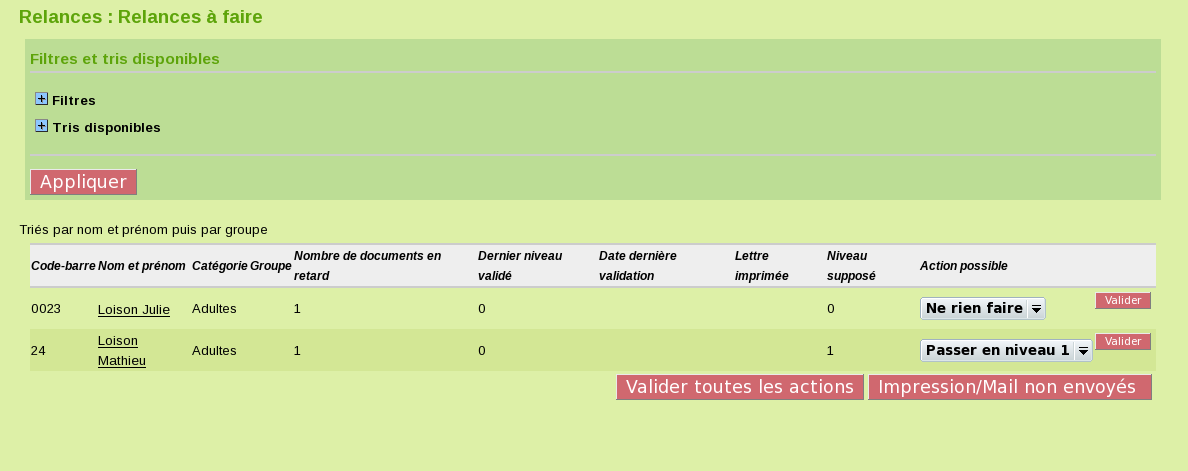 Relances : Relances à faire
Filtres et tris disponibles
Filtres
Tris disponibles
Appliquer
Triés par nom et prénom puis par groupe
Code-barre Nom et prénom Catégorie Groupe Nombre de documents en retard Dernier niveau validé Date dernière validation Lettre imprimée Niveau supposé Action possible
0023 Loison Julie Adultes 1 0 0 Ne rien faire Valider
24 Loison Mathieu Adultes 1 0 1 Passer en niveau 1 Valider
Valider toutes les actions Impression/Mail non envoyés